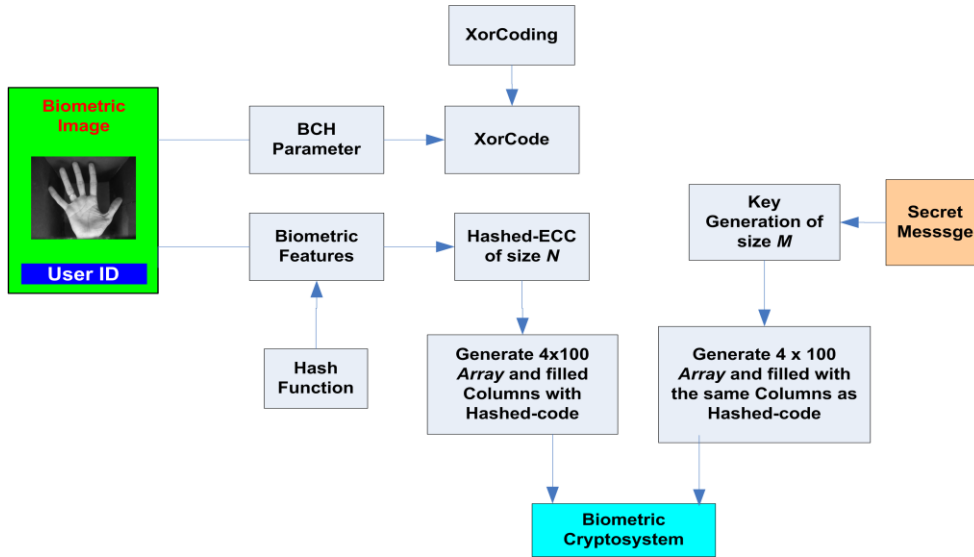 XorCoding
Biometric
Image
User ID
BCH
Parameter
XorCode
Biometric
Features
Hashed-ECC
of size N
Key
Generation of
size M
Secret
Messsge
Hash
Function
Generate 4x100
Array and filled
Columns with
Hashed-code
Generate 4 x 100
Array and filled with
the same Columns as
Hashed-code
Biometric
Cryptosystem